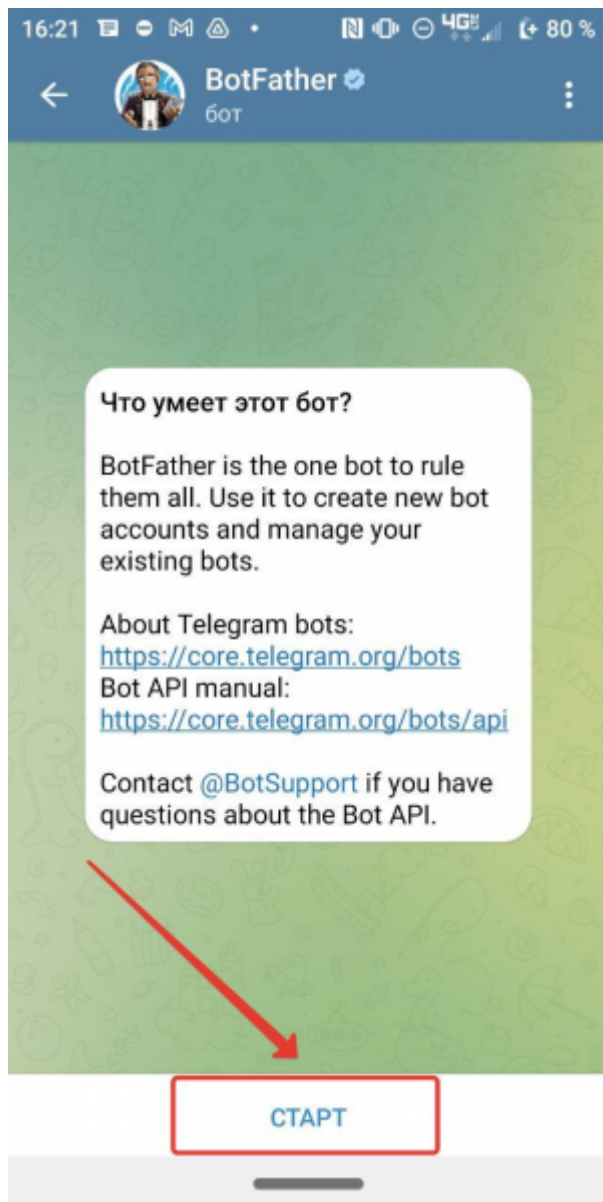 16:21
4G
80 %
BotFather
бот
Что умеет этот бот?
BotFather is the one bot to rule
them all. Use it to create new bot
accounts and manage your
existing bots.
About Telegram bots:
https://core.telegram.org/bots
Bot API manual:
https://core.telegram.org/bots/api
Contact @BotSupport if you have
questions about the Bot API.
СТАРТ